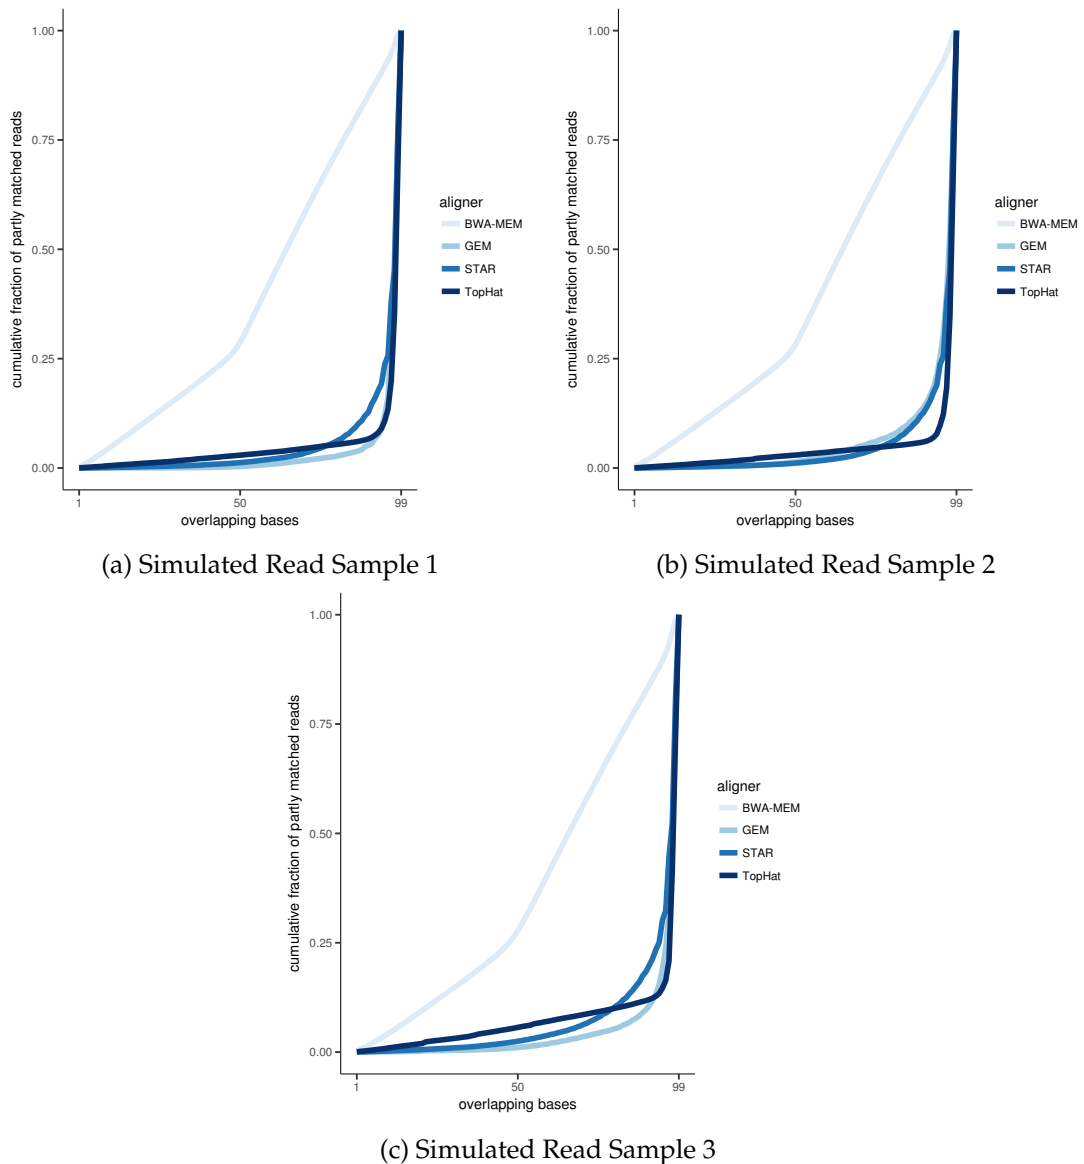 1.00
0.75
0.50
0.25
0.00
cumulative fraction of partly matched reads
1
50
99
overlapping bases
aligner
BWA-MEM
GEM
STAR
TopHat
(a) Simulated Read Sample 1
1.00
0.75
0.50
0.25
0.00
cumulative fraction of partly matched reads
1
50
99
overlapping bases
aligner
BWA-MEM
GEM
STAR
TopHat
(b) Simulated Read Sample 2
1.00
0.75
0.50
0.25
0.00
cumulative fraction of partly matched reads
1
50
99
overlapping bases
aligner
BWA-MEM
GEM
STAR
TopHat
(c) Simulated Read Sample 3